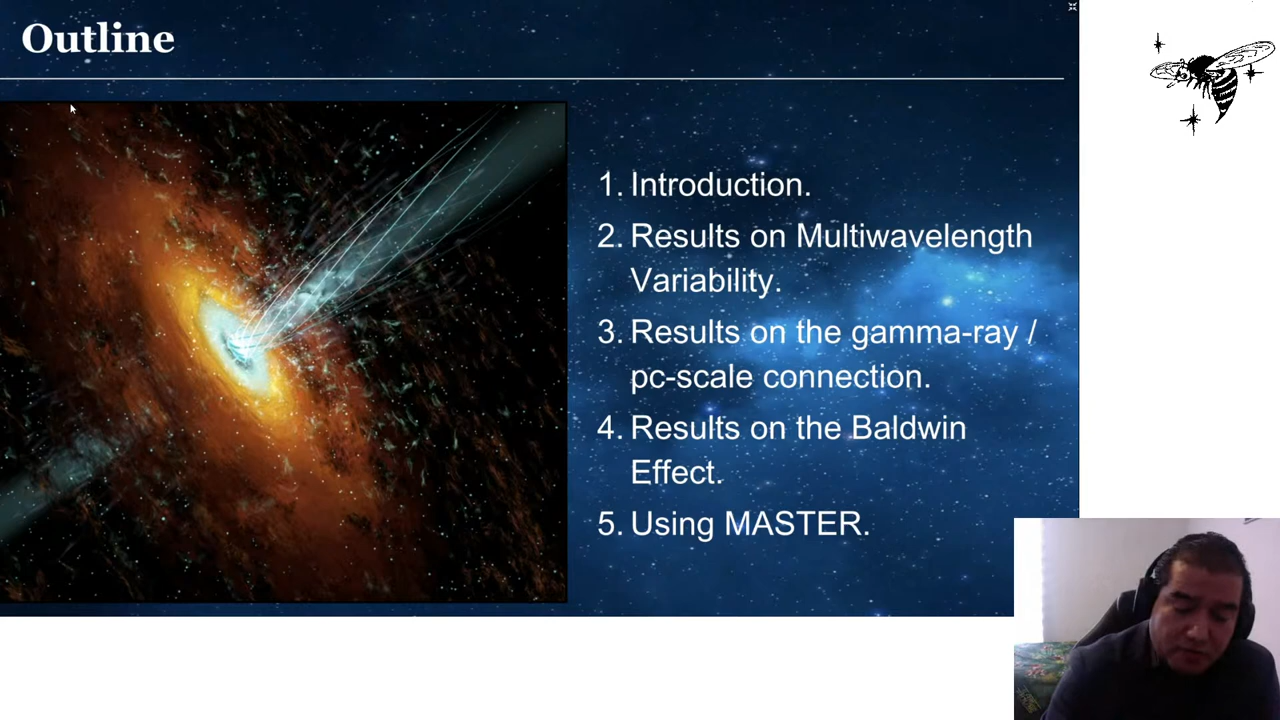 Outline
1. Introduction.
2. Results on Multiwavelength
Variability.
3. Results on the gamma-ray /
pc-scale connection.
4. Results on the Baldwin
Effect.
5. Using MASTER.